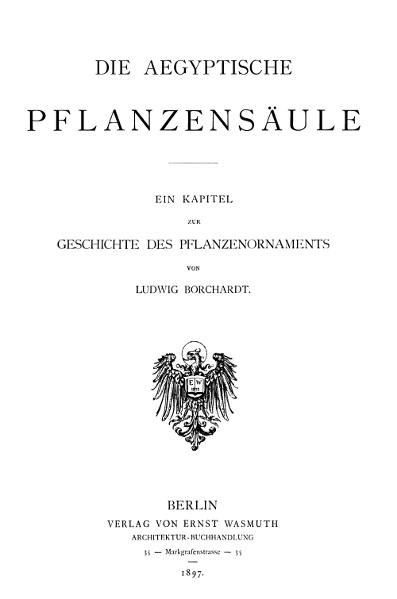 DIE AEGYPTISCHE
PFLANZENSÄULE
EIN KAPITEL
ZUR
GESCHICHTE DES PFLANZENORNAMENTS
VON
LUDWIG BORCHARDT.
E W
BERLIN
VERLAG VON ERNST WASMUTH
ARCHITEKTUR-BUCHHANDLUNG
35 — Markgrafenstrasse — 35
1897.